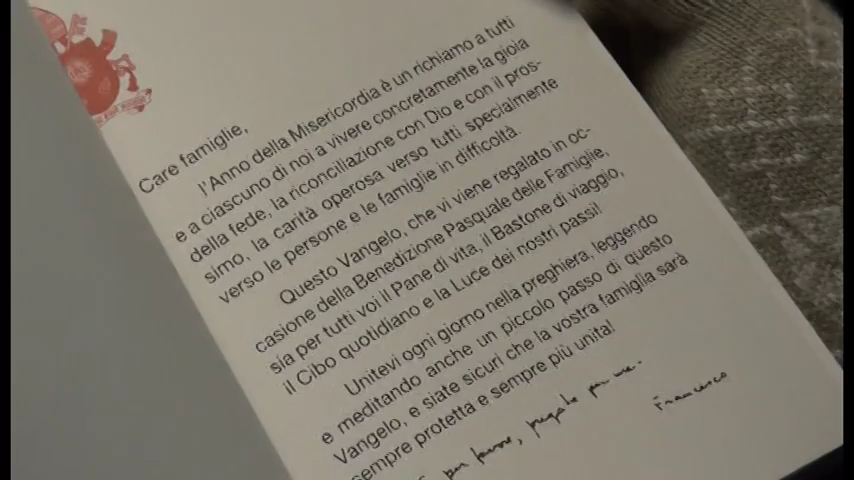 Care famiglie,
l'Anno della Misericordia è un richiamo a tutti
e a ciascuno di noi a vivere concretamente la gioia
della fede, la riconciliazione con Dio e con il pros-
simo, la carità operosa verso tutti specialmente
verso le persone e le famiglie in difficoltà.
Questo Vangelo, che vi viene regalato in oc-
casione della Benedizione Pasquale delle Famiglie,
sia per tutti voi il Pane di vita, il Bastone di viaggio,
il Cibo quotidiano e la Luce dei nostri passi!
Unitevi ogni giorno nella preghiera, leggendo
e meditando anche un piccolo passo di questo
Vangelo, e siate sicuri che la vostra famiglia sarà
sempre protetta e sempre più unita!
per favore, pregate per me.
Francesco